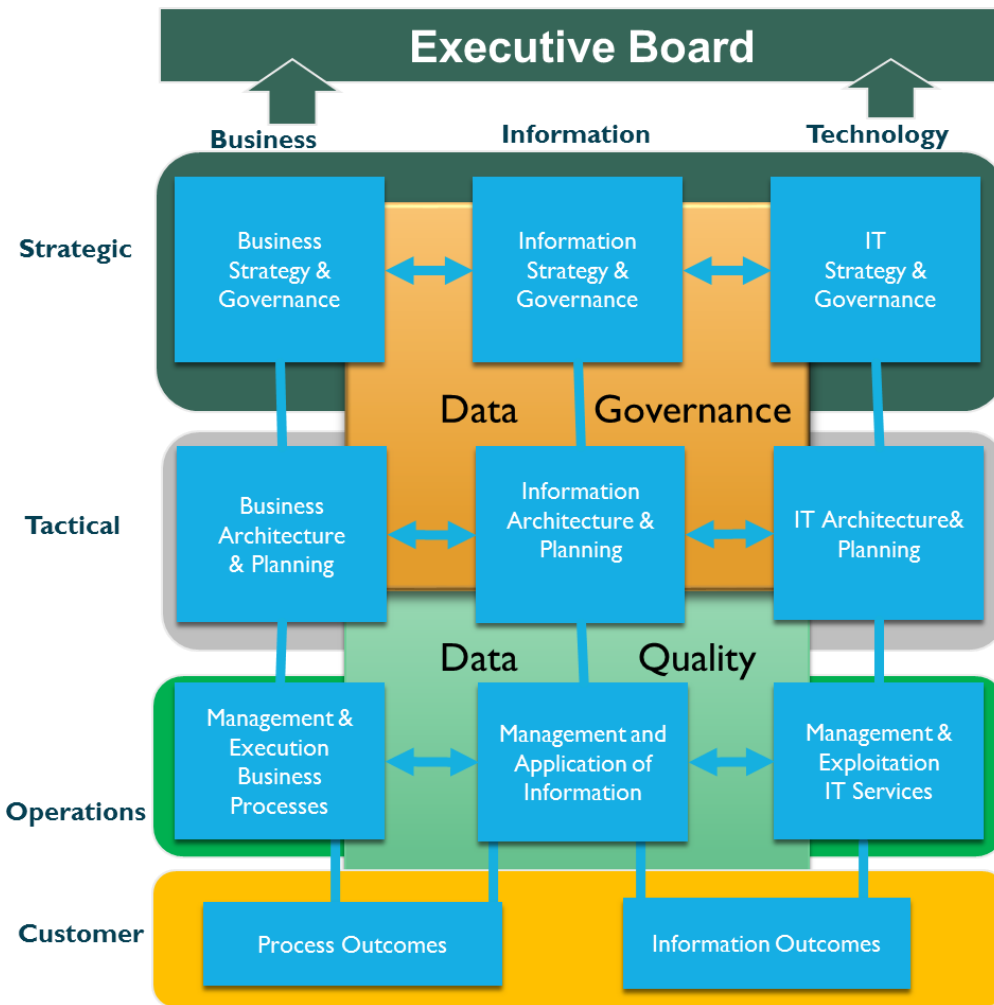 Executive Board
Business
Information
Technology
Strategic
Business
Strategy &
Governance
Information
Strategy &
Governance
IT
Strategy &
Governance
Data Governance
Tactical
Business
Architecture
& Planning
Information
Architecture &
Planning
IT Architecture&
Planning
Data Quality
Operations
Management &
Execution
Business
Processes
Management and
Application of
Information
Management &
Exploitation
IT Services
Customer
Process Outcomes
Information Outcomes